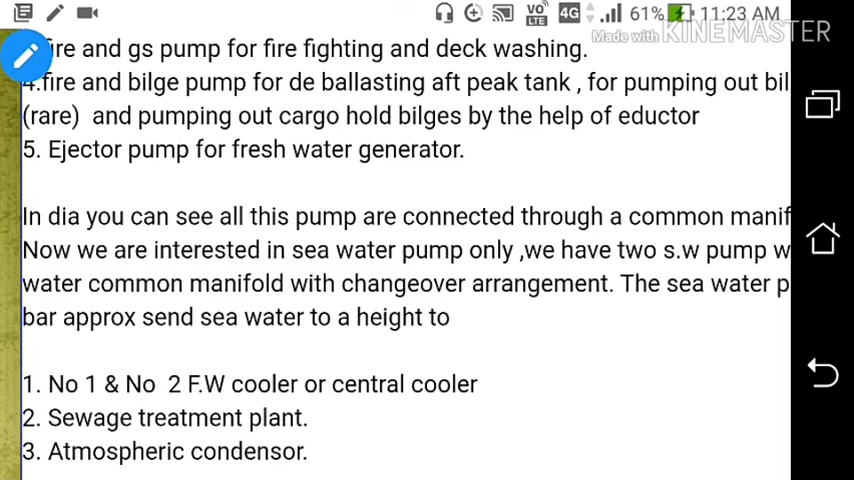 VO LTE 4G 61% 11:23 AM
Made with KINEMASTER
fire and gs pump for fire fighting and deck washing.
4.fire and bilge pump for de ballasting aft peak tank , for pumping out bil
(rare) and pumping out cargo hold bilges by the help of eductor
5. Ejector pump for fresh water generator.
In dia you can see all this pump are connected through a common manif
Now we are interested in sea water pump only ,we have two s.w pump w
water common manifold with changeover arrangement. The sea water p
bar approx send sea water to a height to
1. No 1 & No 2 F.W cooler or central cooler
2. Sewage treatment plant.
3. Atmospheric condensor.